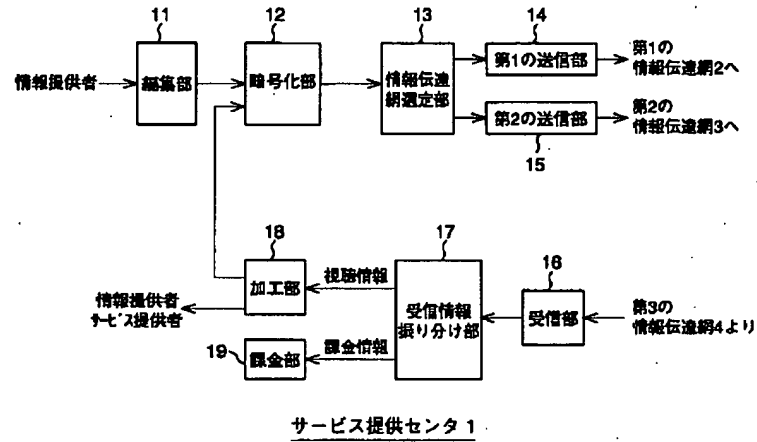 11
12
13
14
情報提供者
編集部
暗号化部
情報伝達
網選定部
第1の送信部
第1の
情報伝達網2へ
第2の送信部
第2の
情報伝達網3へ
15
18
17
16
加工部
視聴情報
受信情報
振り分け部
受信部
第3の
情報伝達網4より
情報提供者
サービス提供者
19
課金部
課金情報
サービス提供センタ1